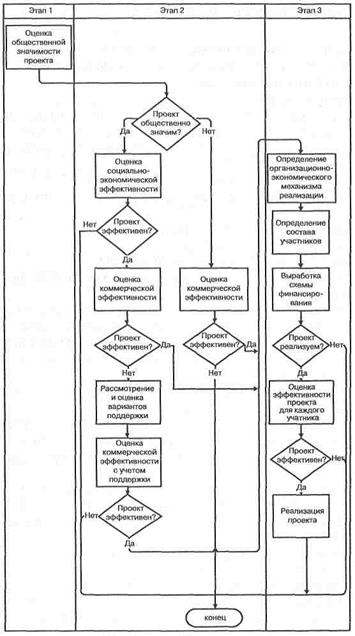 Этап 1
Этап 2
Этап 3
Оценка
общественной
значимости
проекта
Проект
общественно
значим?
Да
Нет
Оценка
социально-
экономической
эффективности
Нет
Проект
эффективен?
Да
Оценка
коммерческой
эффективности
Оценка
коммерческой
эффективности
Проект
эффективен?
Да
Нет
Проект
эффективен?
Да
Нет
Рассмотрение
и оценка
вариантов
поддержки
Оценка
коммерческой
эффективности
с учетом
поддержки
Нет
Проект
эффективен?
Да
Определение
организационно-
экономического
механизма
реализации
Определение
состава
участников
Выработка
схемы
финансиро-
вания
Проект
реализуем?
Нет
Да
Оценка
эффективности
проекта
для каждого
учатника
Проект
эффективен?
Нет
Да
Реализация
проекта
конец